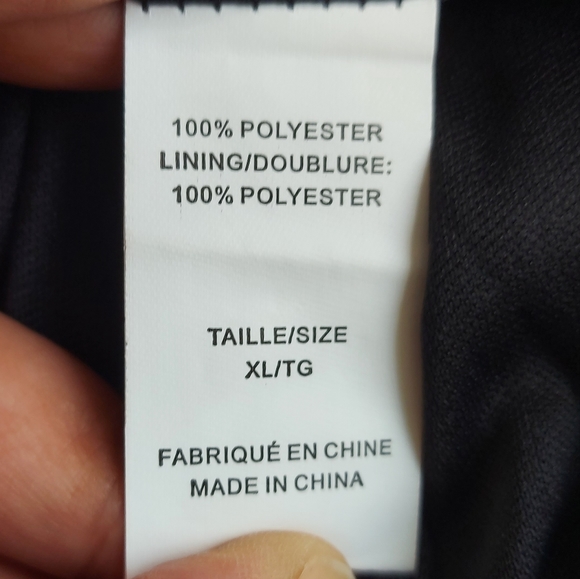 100% POLYESTER
LINING/DOUBLURE:
100% POLYESTER
TAILLE/SIZE
XL/TG
FABRIQUÉ EN CHINE
MADE IN CHINA